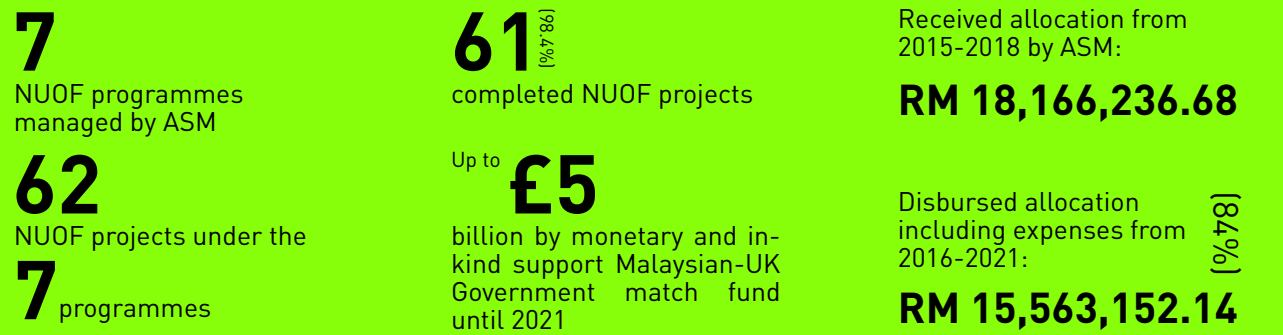 7
NUOF programmes
managed by ASM
62
NUOF projects under the
7 programmes
61 (98.4%)
completed NUOF projects
Up to £5
billion by monetary and in-
kind support Malaysian-UK
Government match fund
until 2021
Received allocation from
2015-2018 by ASM:
RM 18,166,236.68
Disbursed allocation
including expenses from
2016-2021:
(84%)
RM 15,563,152.14